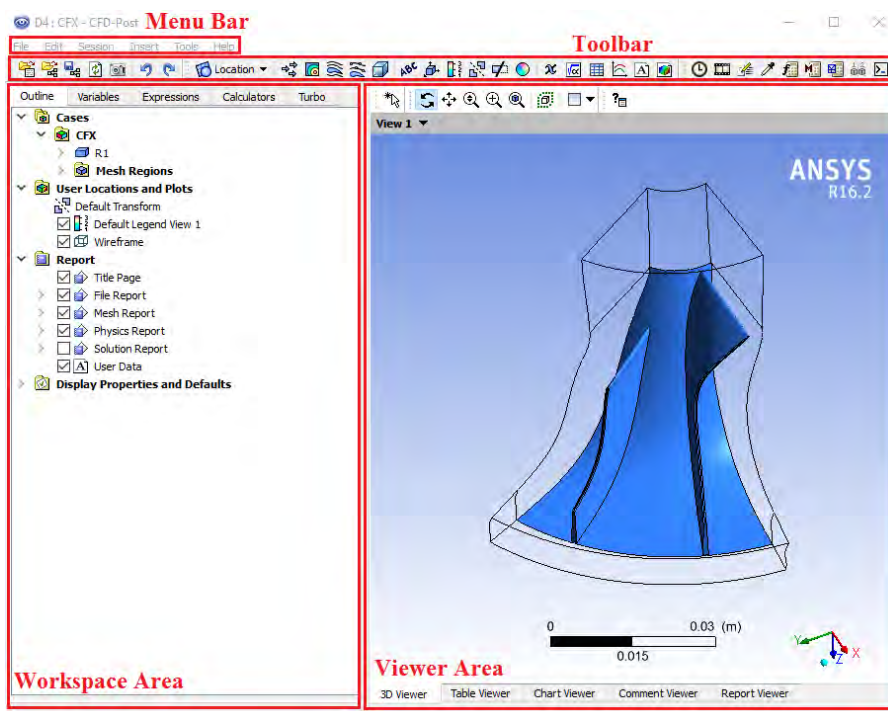 D4 : CFX - CFD-Post Menu Bar
File Edit Session Insert Tools Help
Toolbar
Location
Outline Variables Expressions Calculators Turbo
Cases
CFX
R1
Mesh Regions
User Locations and Plots
Default Transform
Default Legend View 1
Wireframe
Report
Title Page
File Report
Mesh Report
Physics Report
Solution Report
A User Data
Display Properties and Defaults
Workspace Area
View 1
ANSYS
R16.2
0 0.03 (m)
0.015
Y X
Z
Viewer Area
3D Viewer Table Viewer Chart Viewer Comment Viewer Report Viewer